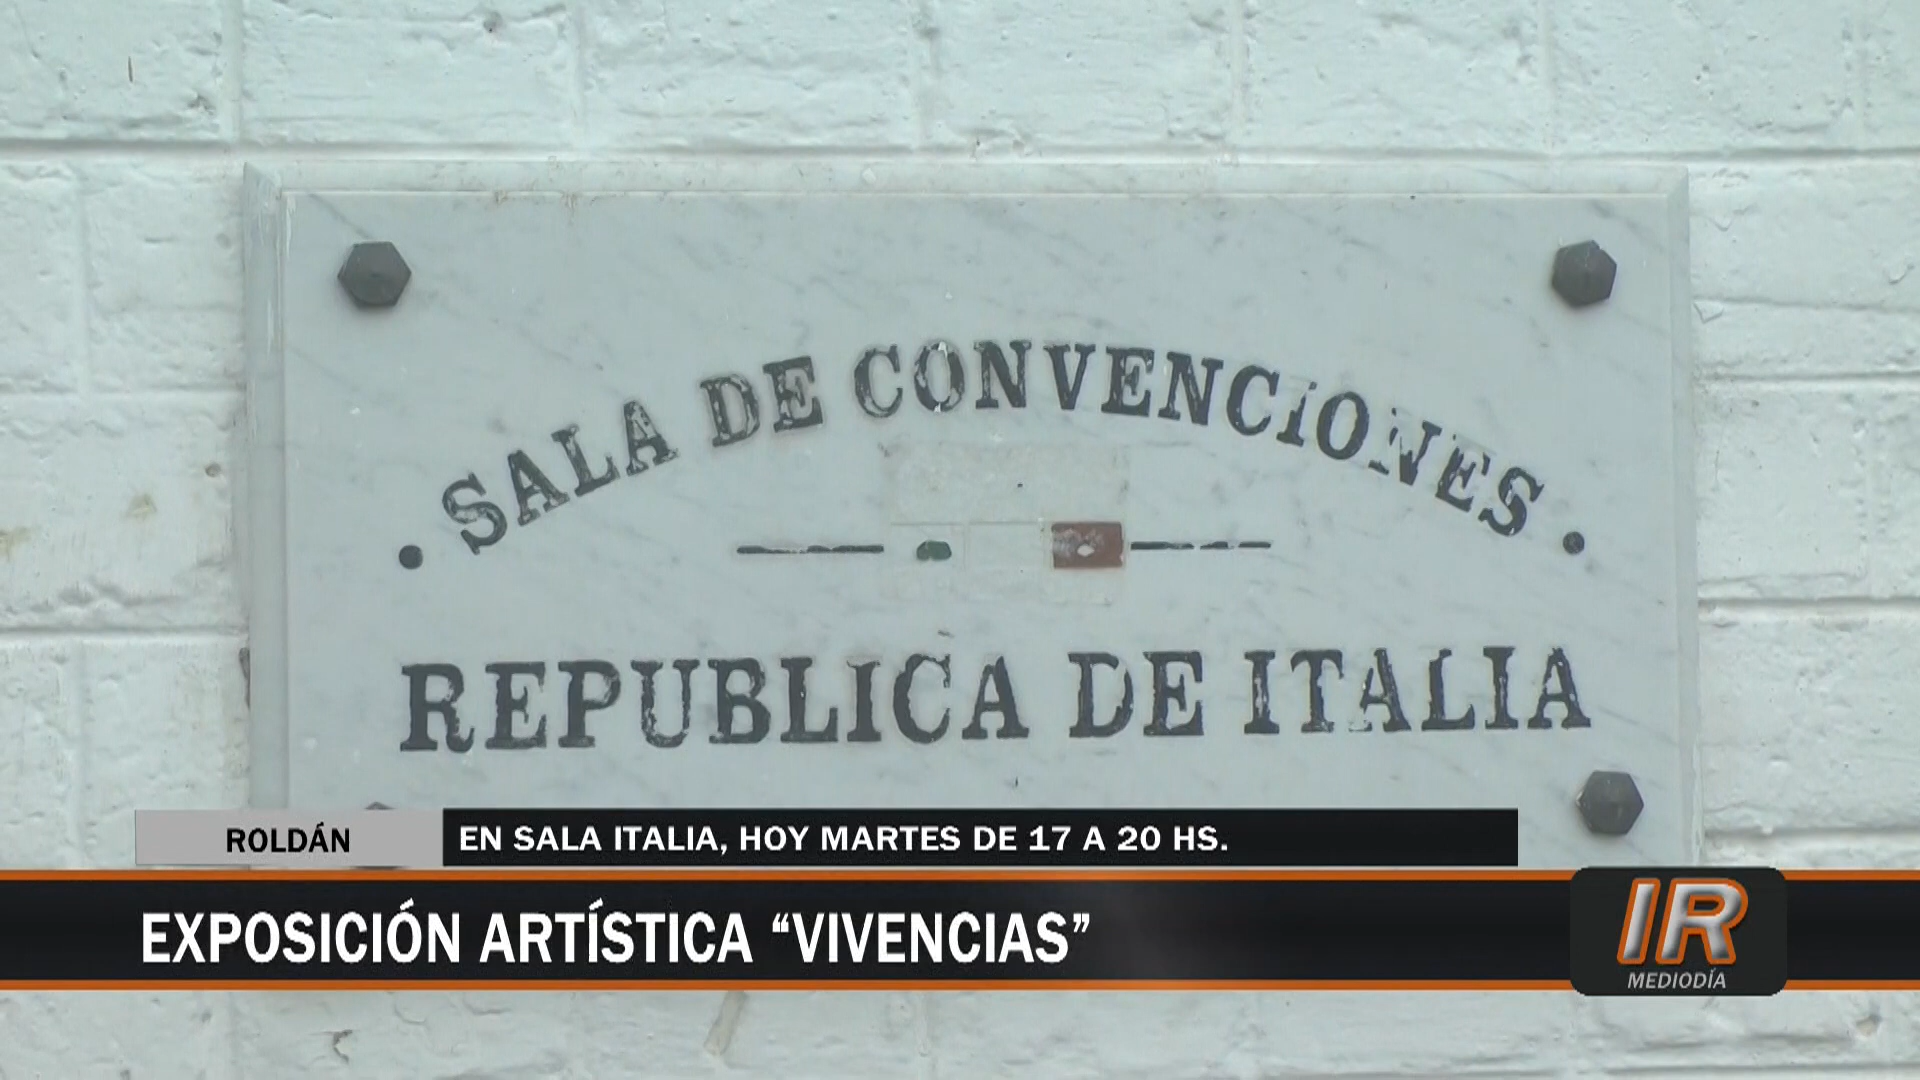 • SALA DE CONVENCIONES •
REPUBLICA DE ITALIA
ROLDÁN
EN SALA ITALIA, HOY MARTES DE 17 A 20 HS.
EXPOSICIÓN ARTÍSTICA “VIVENCIAS”
IR
MEDIODÍA